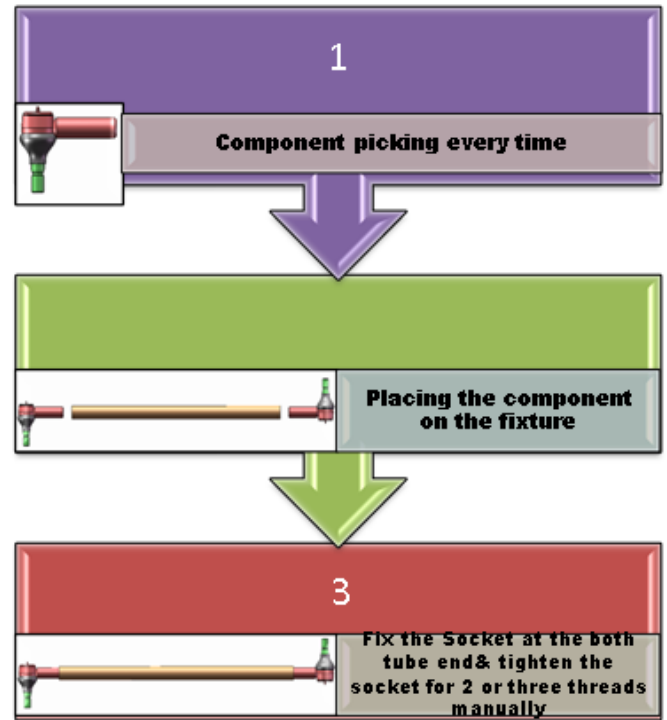 1
Component picking every time
Placing the component
on the fixture
3
Fix the Socket at the both
tube end& tighten the
socket for 2 or three threads
manually